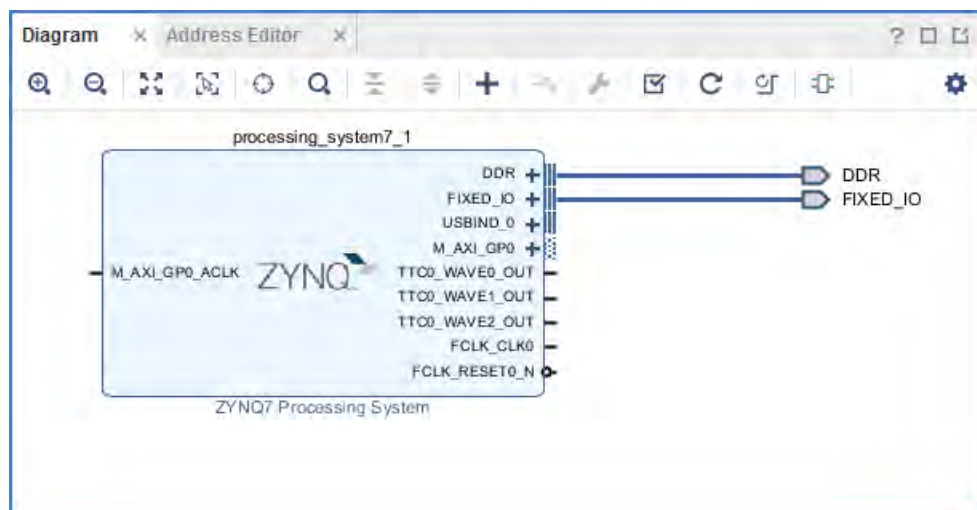 Diagram
Address Editor
processing_system7_1
DDR
FIXED_IO
USBIND_0
M_AXI_GP0
M_AXI_GP0_ACLK
ZYNQ
TTC0_WAVE0_OUT
TTC0_WAVE1_OUT
TTC0_WAVE2_OUT
FCLK_CLK0
FCLK_RESET0_N
DDR
FIXED_IO
ZYNQ7 Processing System